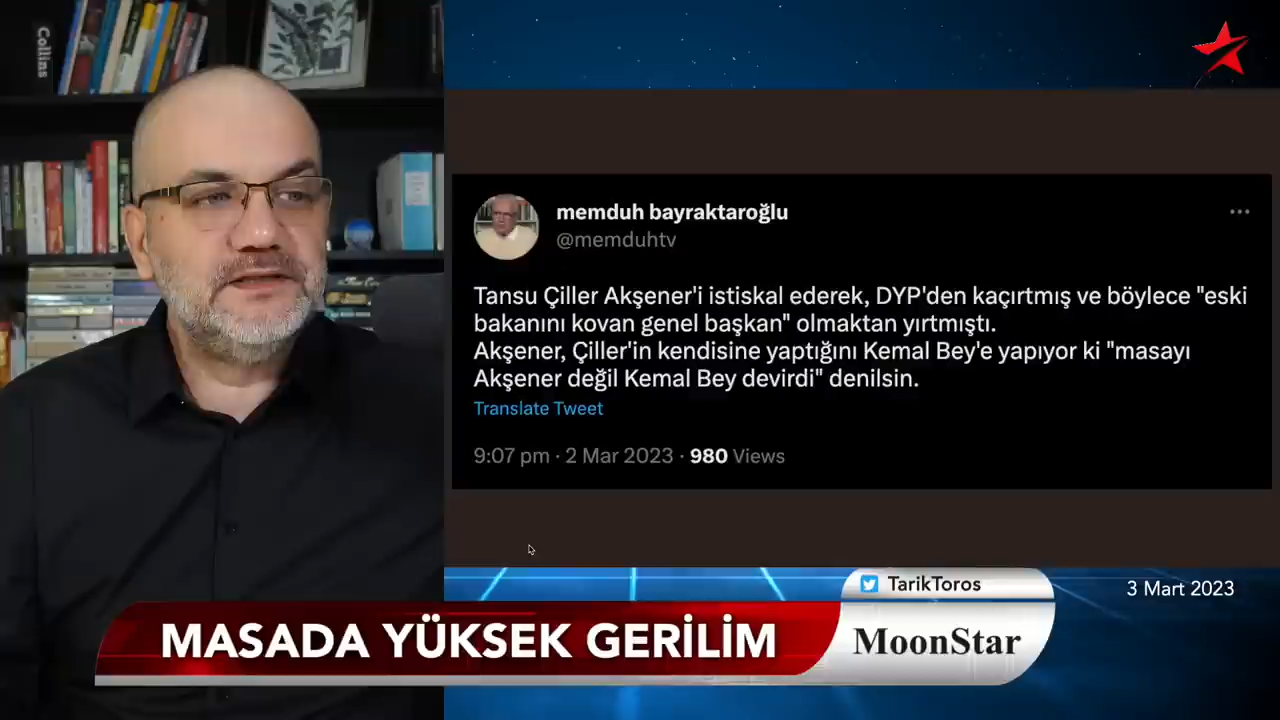 Collins
memduh bayraktaroğlu
@memduhtv
Tansu Çiller Akşener'i istiskal ederek, DYP'den kaçırtmış ve böylece "eski
bakanını kovan genel başkan" olmaktan yırtmıştı.
Akşener, Çiller'in kendisine yaptığını Kemal Bey'e yapıyor ki "masayı
Akşener değil Kemal Bey devirdi" denilsin.
Translate Tweet
9:07 pm · 2 Mar 2023 · 980 Views
TarikToros
3 Mart 2023
MASADA YÜKSEK GERİLİM
MoonStar